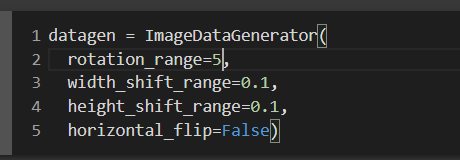 1 datagen = ImageDataGenerator(
2 rotation_range=5,
3 width_shift_range=0.1,
4 height_shift_range=0.1,
5 horizontal_flip=False)